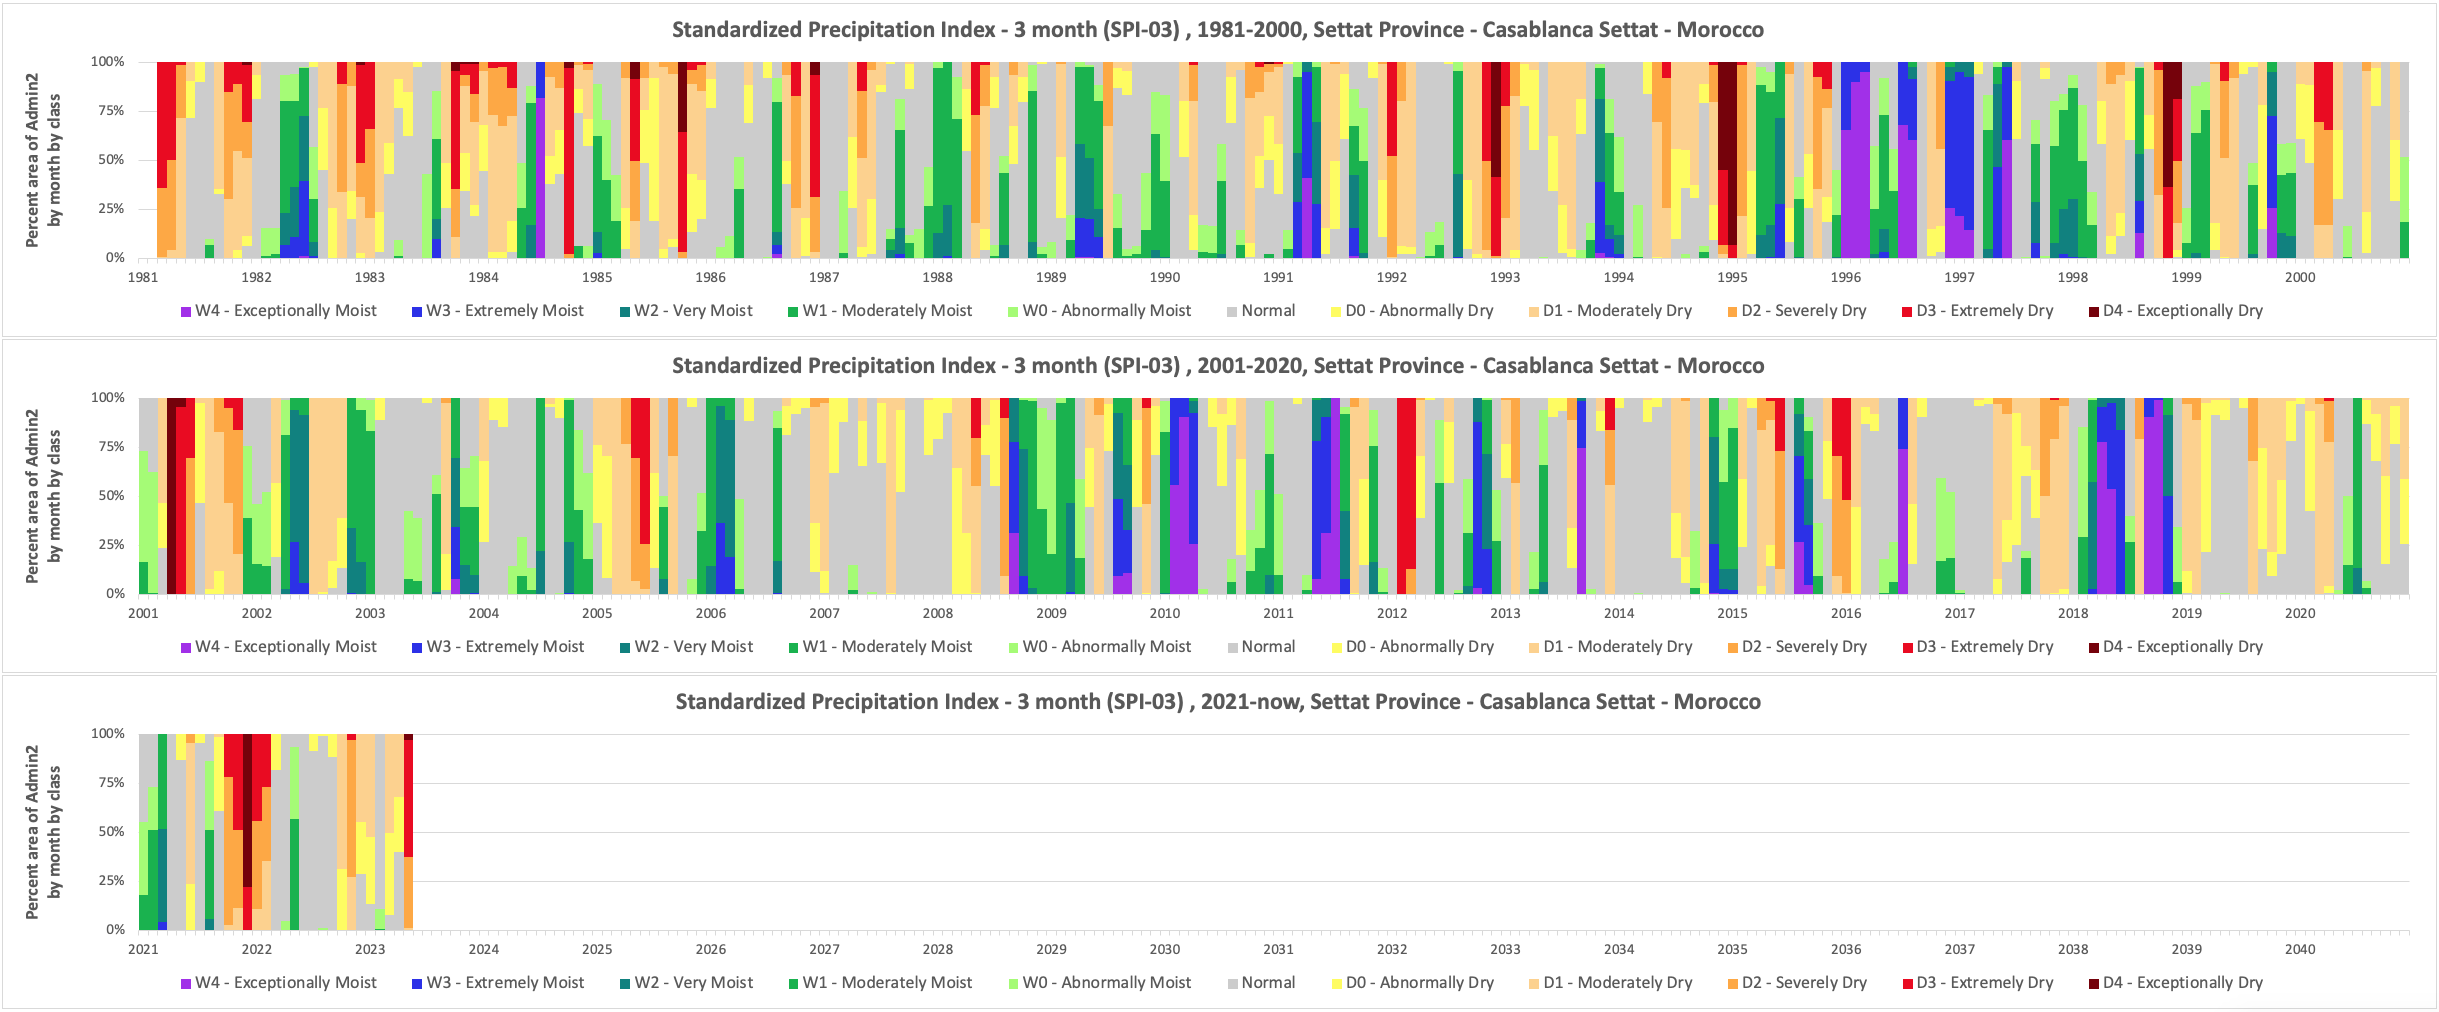 Standardized Precipitation Index - 3 month (SPI-03) , 1981-2000, Settat Province - Casablanca Settat - Morocco
Percent area of Admin2
by month by class
100%
75%
50%
25%
0%
1981 1982 1983 1984 1985 1986 1987 1988 1989 1990 1991 1992 1993 1994 1995 1996 1997 1998 1999 2000
W4 - Exceptionally Moist W3 - Extremely Moist W2 - Very Moist W1 - Moderately Moist W0 - Abnormally Moist Normal D0 - Abnormally Dry D1 - Moderately Dry D2 - Severely Dry D3 - Extremely Dry D4 - Exceptionally Dry
Standardized Precipitation Index - 3 month (SPI-03) , 2001-2020, Settat Province - Casablanca Settat - Morocco
Percent area of Admin2
by month by class
100%
75%
50%
25%
0%
2001 2002 2003 2004 2005 2006 2007 2008 2009 2010 2011 2012 2013 2014 2015 2016 2017 2018 2019 2020
W4 - Exceptionally Moist W3 - Extremely Moist W2 - Very Moist W1 - Moderately Moist W0 - Abnormally Moist Normal D0 - Abnormally Dry D1 - Moderately Dry D2 - Severely Dry D3 - Extremely Dry D4 - Exceptionally Dry
Standardized Precipitation Index - 3 month (SPI-03) , 2021-now, Settat Province - Casablanca Settat - Morocco
Percent area of Admin2
by month by class
100%
75%
50%
25%
0%
2021 2022 2023 2024 2025 2026 2027 2028 2029 2030 2031 2032 2033 2034 2035 2036 2037 2038 2039 2040
W4 - Exceptionally Moist W3 - Extremely Moist W2 - Very Moist W1 - Moderately Moist W0 - Abnormally Moist Normal D0 - Abnormally Dry D1 - Moderately Dry D2 - Severely Dry D3 - Extremely Dry D4 - Exceptionally Dry